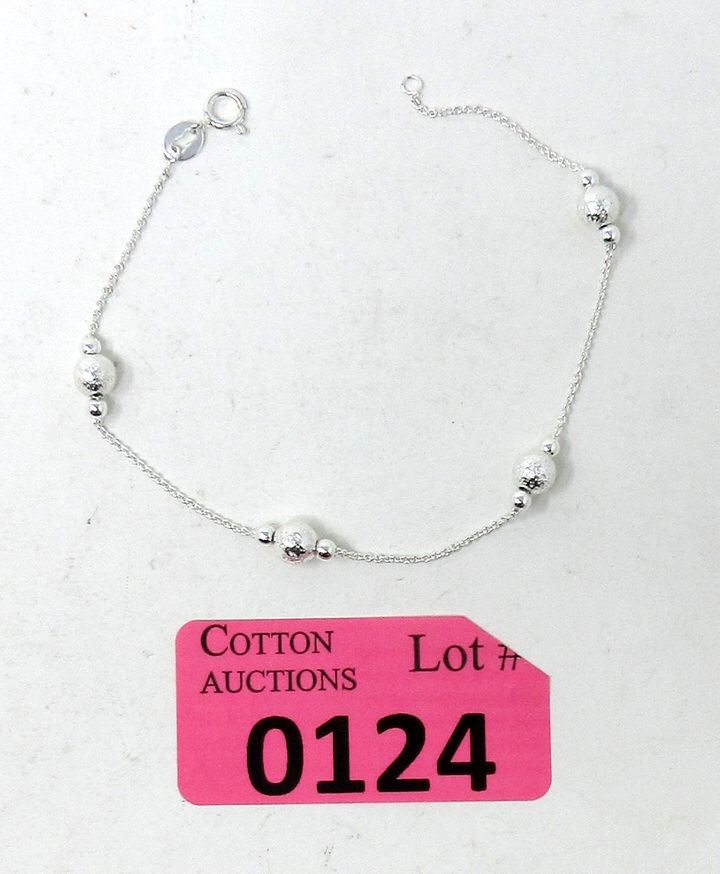 COTTON
AUCTIONS
Lot #
0124